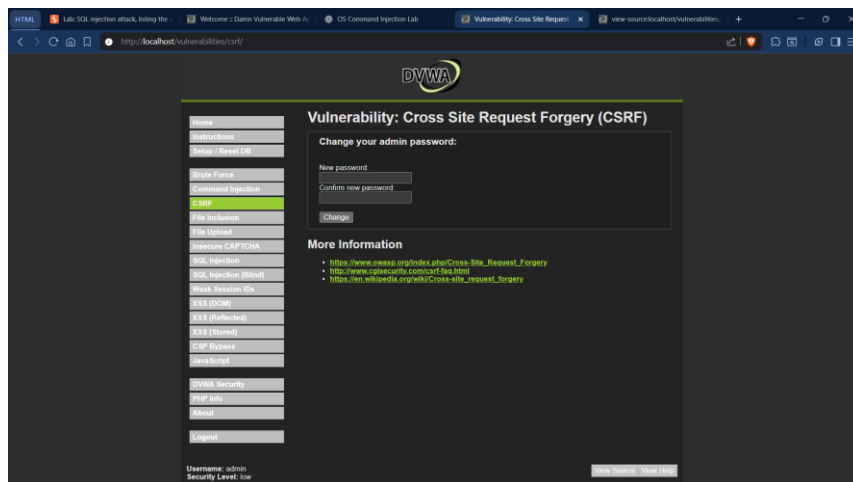 HTML
Lab: SQL injection attack, listing the
Welcome :: Damn Vulnerable Web A
OS Command Injection Lab
Vulnerability: Cross Site Request
view-source:localhost/vulnerabilities/
http://localhost/vulnerabilities/csrf/
DVWA
Home
Instructions
Setup / Reset DB
Brute Force
Command Injection
CSRF
File Inclusion
File Upload
Insecure CAPTCHA
SQL Injection
SQL Injection (Blind)
Weak Session IDs
XSS (DOM)
XSS (Reflected)
XSS (Stored)
CSP Bypass
JavaScript
DVWA Security
PHP Info
About
Logout
Vulnerability: Cross Site Request Forgery (CSRF)
Change your admin password:
New password:
Confirm new password:
Change
More Information
https://www.owasp.org/index.php/Cross-Site_Request_Forgery
http://www.cgisecurity.com/csrf-faq.html
https://en.wikipedia.org/wiki/Cross-site_request_forgery
Username: admin
Security Level: low
View Source View Help